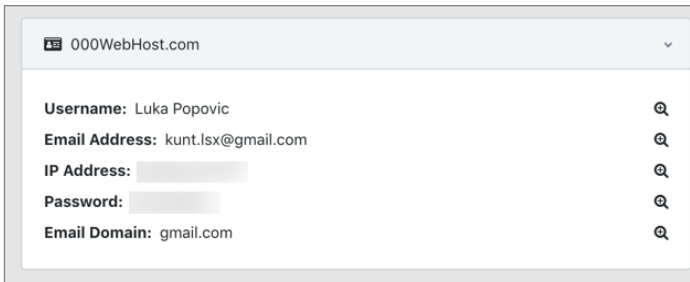 000WebHost.com
Username: Luka Popovic
Email Address: kunt.lsx@gmail.com
IP Address:
Password:
Email Domain: gmail.com